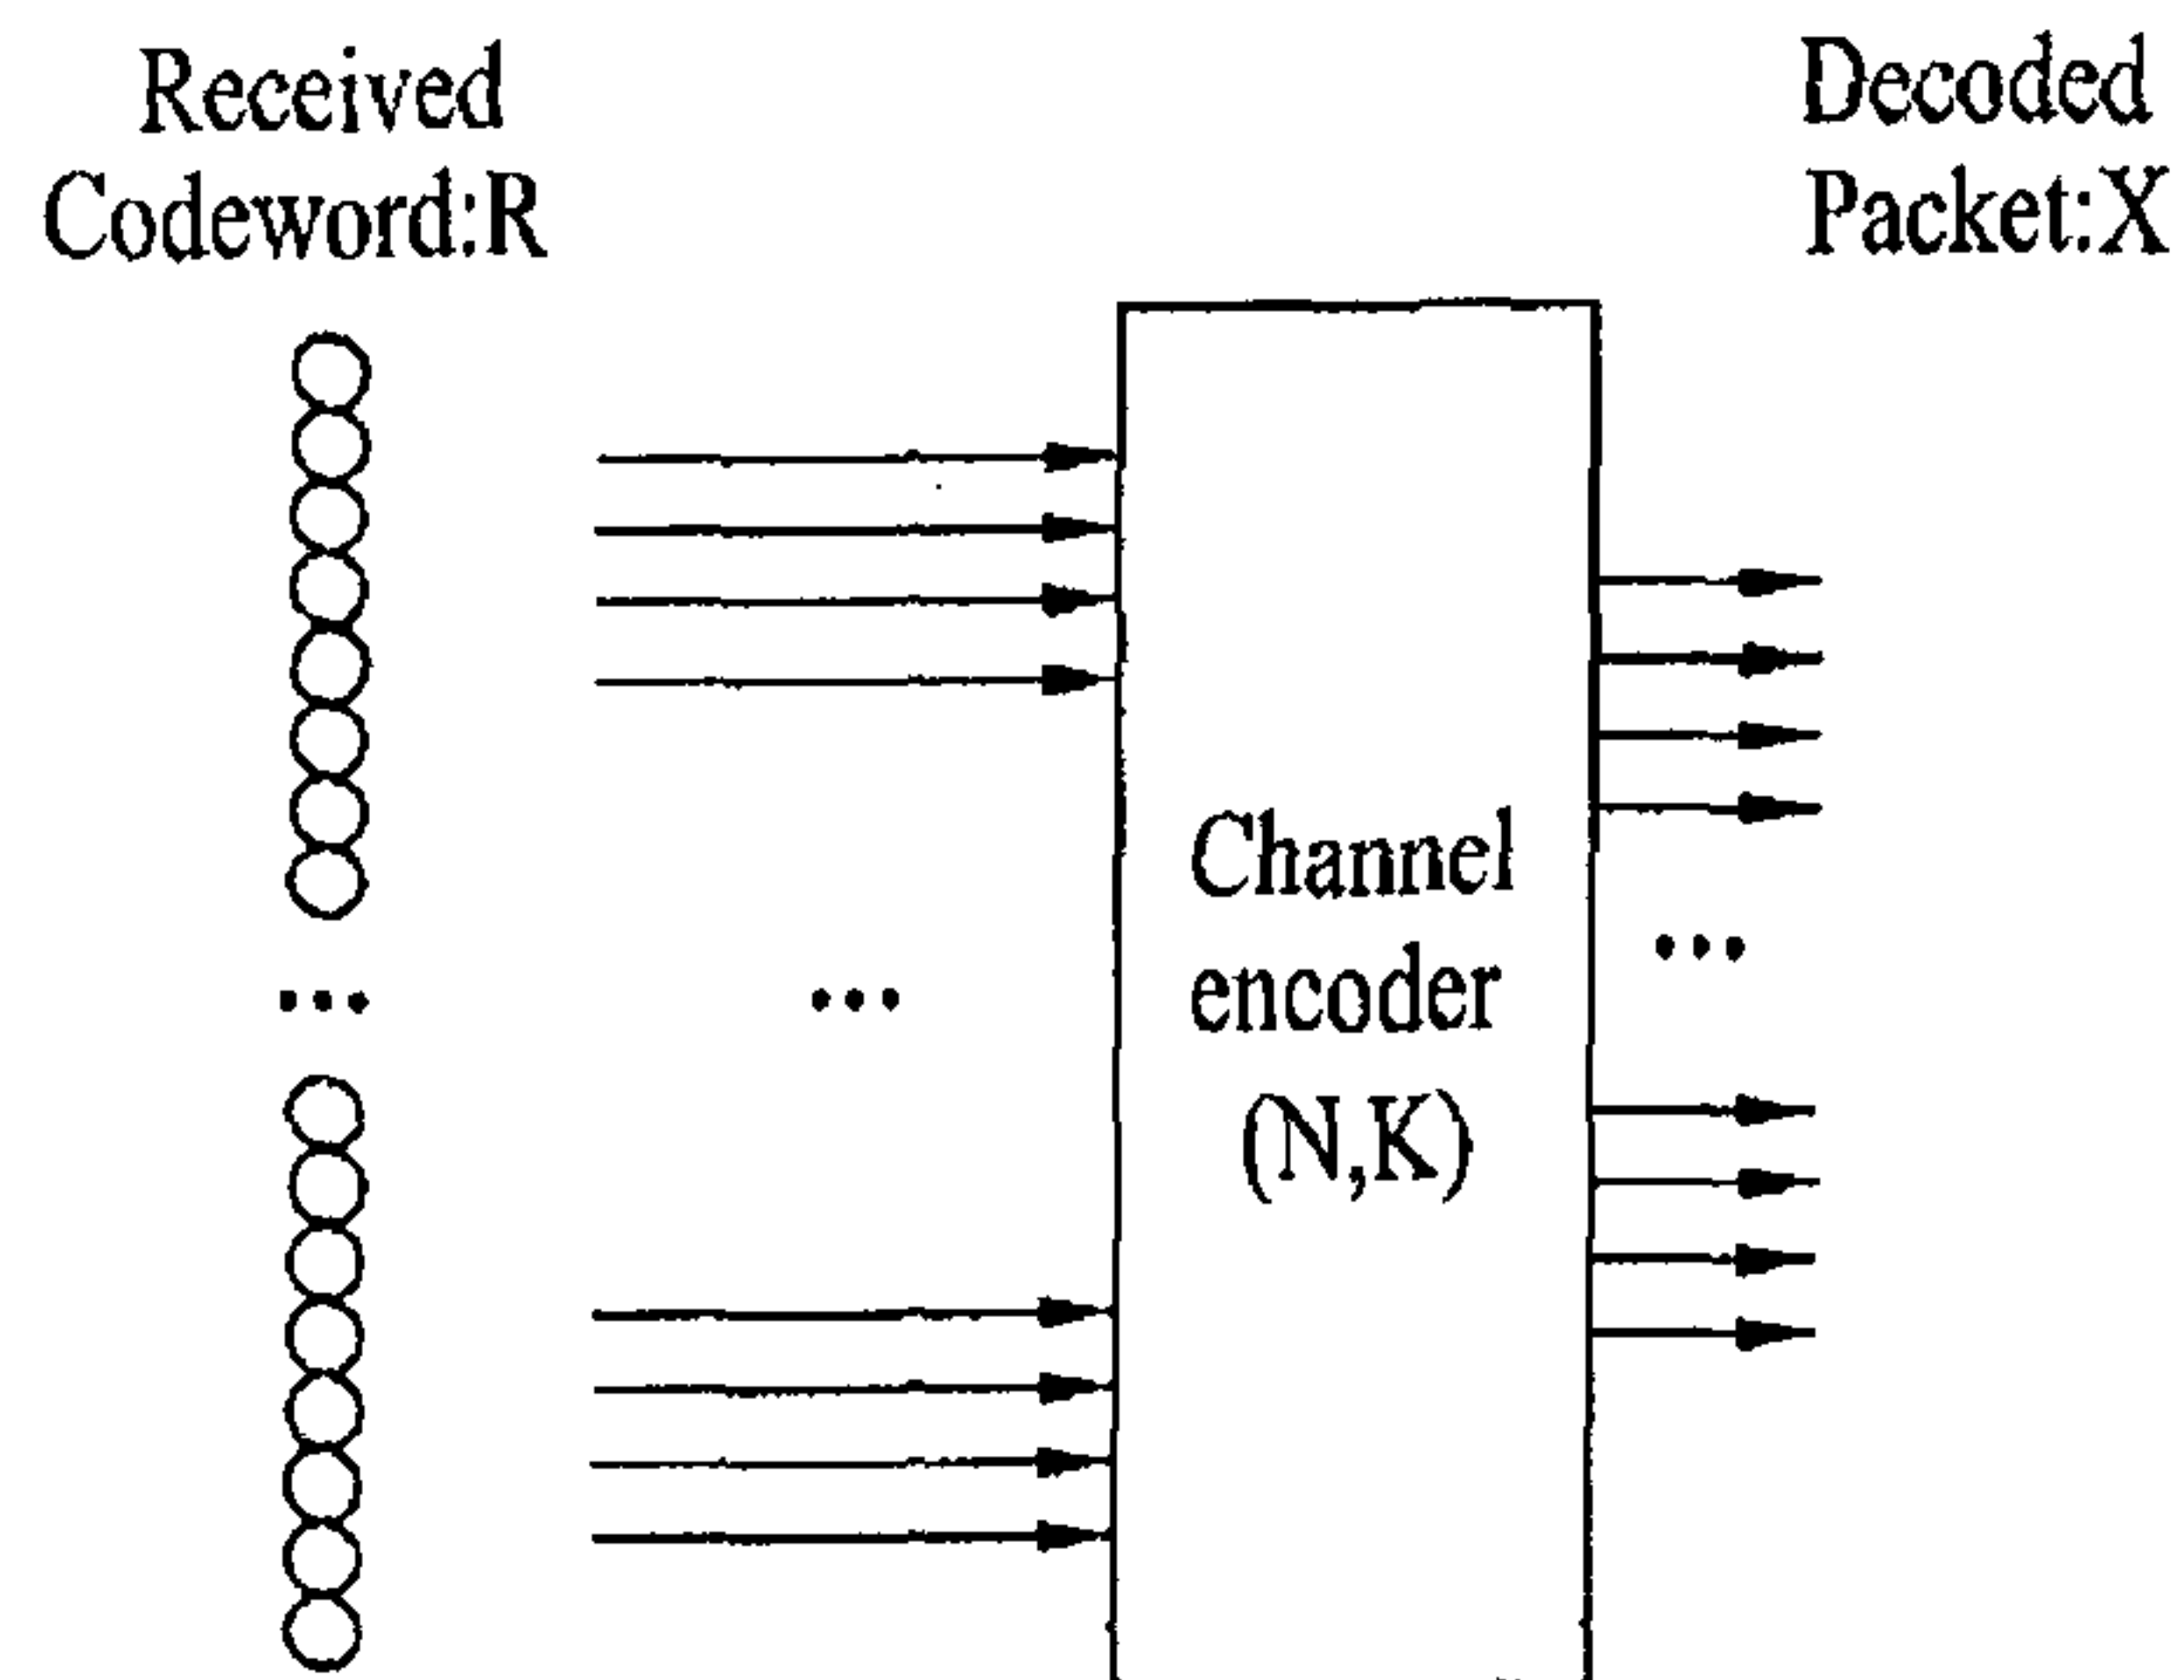 Received
Codeword:R
Decoded
Packet:X
Channel
encoder
(N,K)